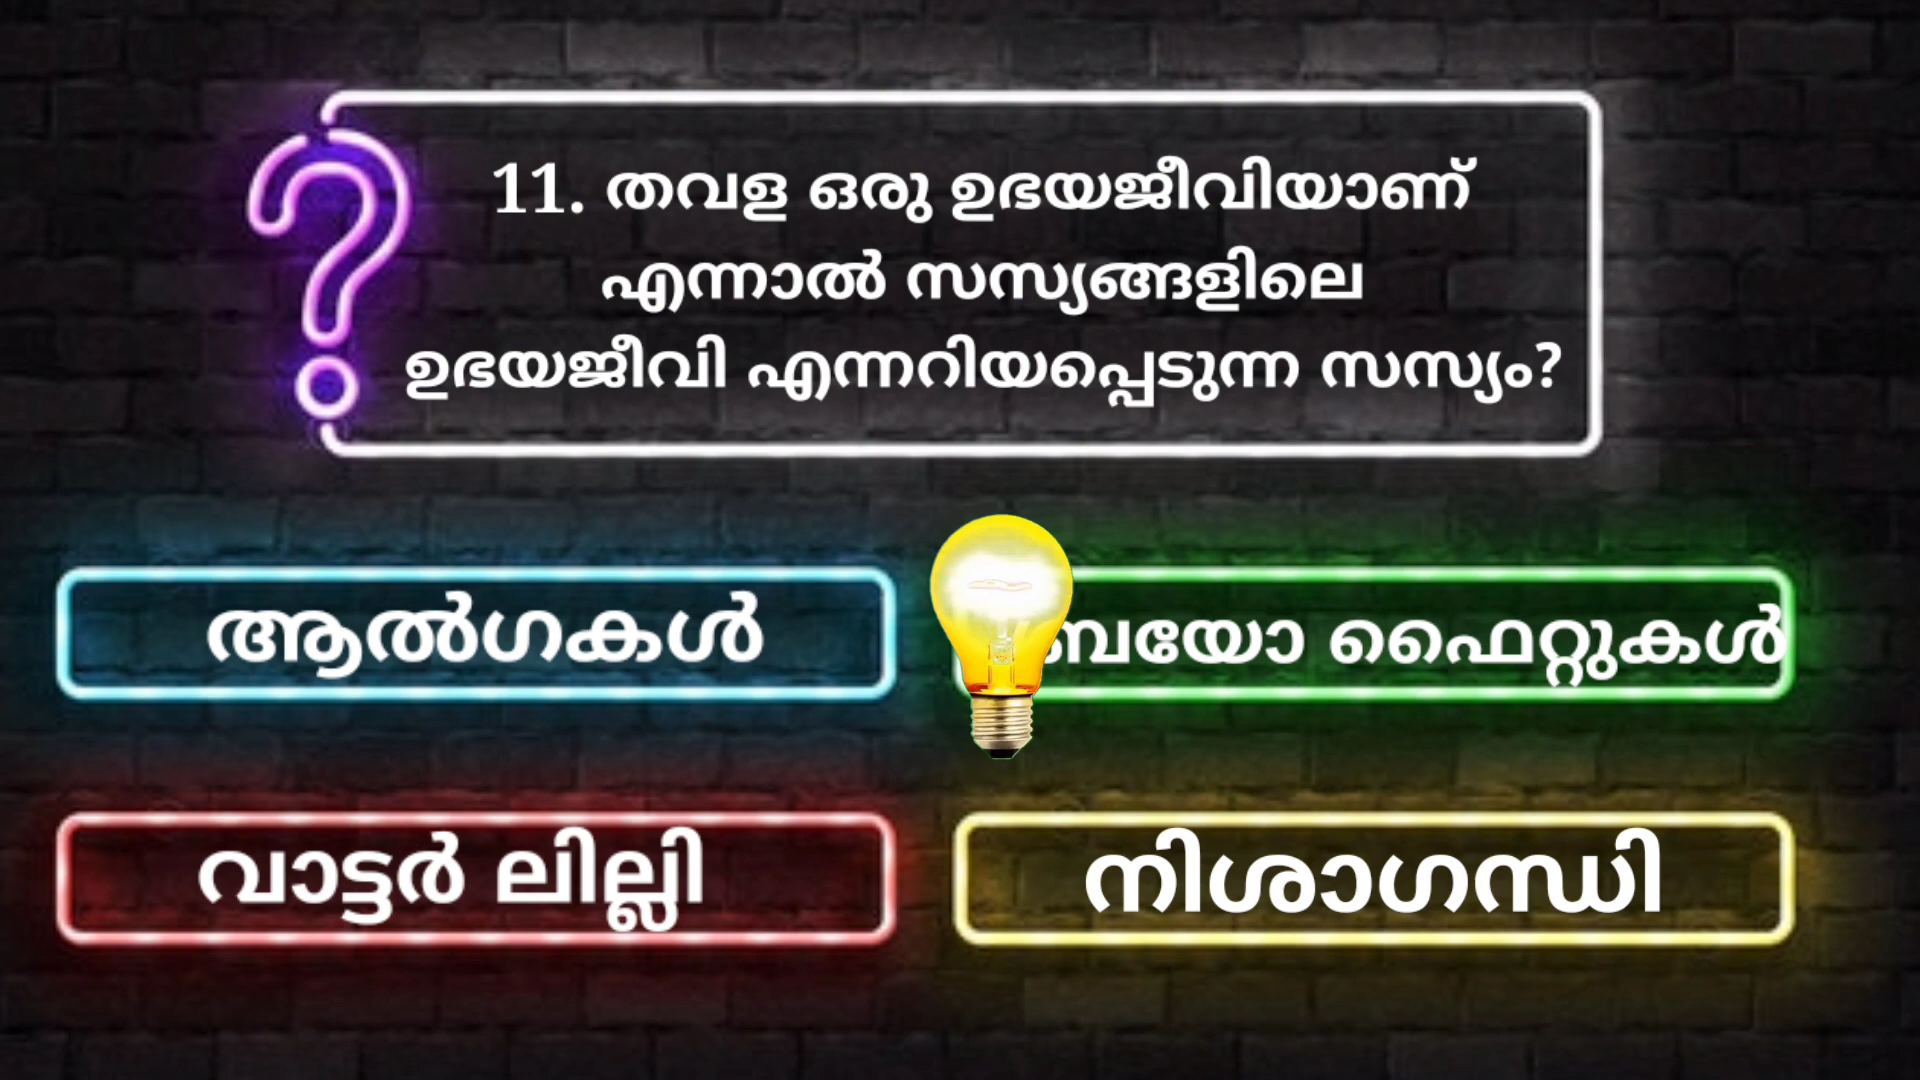 11. തവള ഒരു ഉഭയജീവിയാണ്
എന്നാൽ സസ്യങ്ങളിലെ
ഉഭയജീവി എന്നറിയപ്പെടുന്ന സസ്യം?
ആൽഗകൾ
ഫൈറ്റുകൾ
വാട്ടർ ലില്ലി
നിശാഗന്ധി